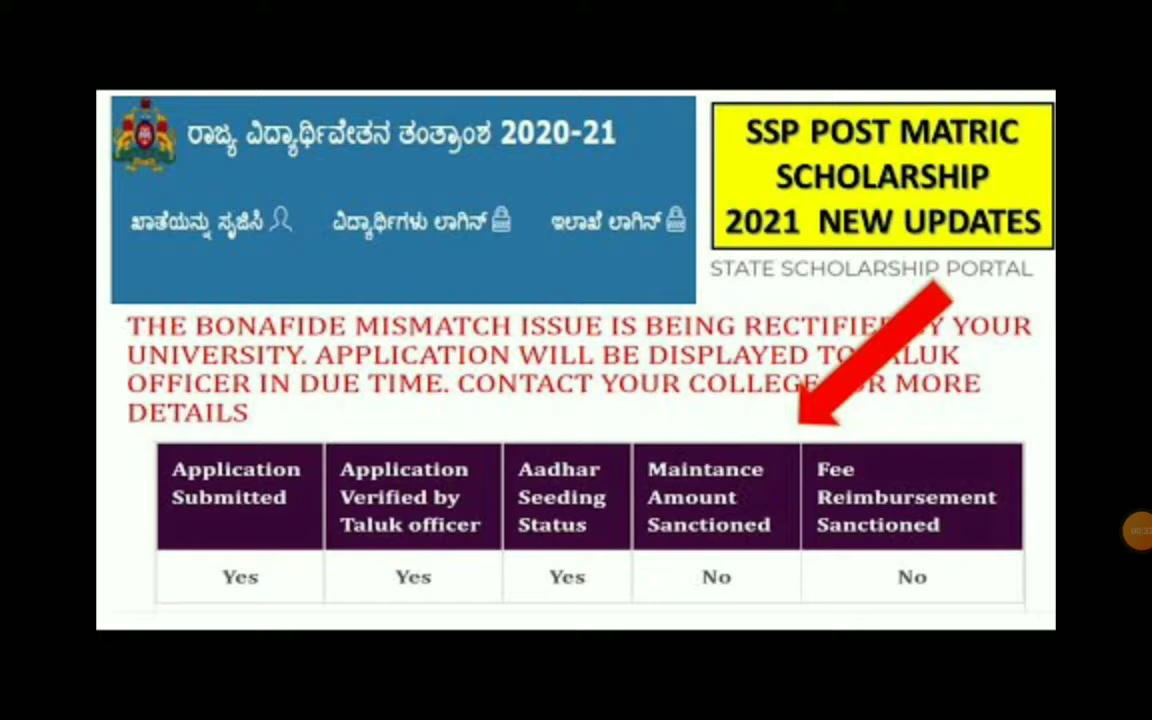 ರಾಜ್ಯ ವಿದ್ಯಾರ್ಥಿವೇತನ ತಂತ್ರಾಂಶ 2020-21
ಖಾತೆಯನ್ನು ಸೃಜಿಸಿ ವಿದ್ಯಾರ್ಥಿಗಳು ಲಾಗಿನ್ ಇಲಾಖೆ ಲಾಗಿನ್
SSP POST MATRIC
SCHOLARSHIP
2021 NEW UPDATES
STATE SCHOLARSHIP PORTAL
THE BONAFIDE MISMATCH ISSUE IS BEING RECTIFIED BY YOUR
UNIVERSITY. APPLICATION WILL BE DISPLAYED TO TALUK
OFFICER IN DUE TIME. CONTACT YOUR COLLEGE FOR MORE
DETAILS
Application Submitted
Application Verified by Taluk officer
Aadhar Seeding Status
Maintance Amount Sanctioned
Fee Reimbursement Sanctioned
Yes Yes Yes No No